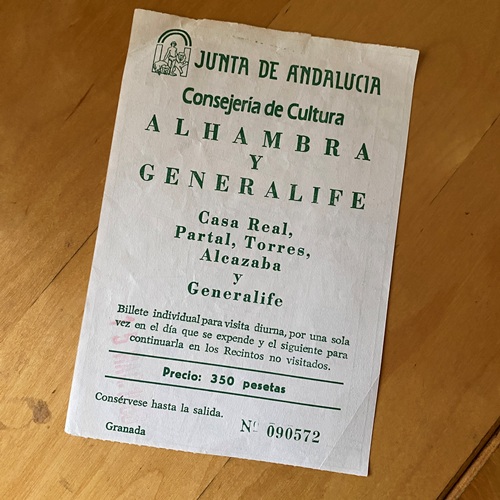 JUNTA DE ANDALUCIA
Consejería de Cultura
ALHAMBRA
Y
GENERALIFE
Casa Real,
Partal, Torres,
Alcazaba
y
Generalife
Billete individual para visita diurna, por una sola
vez en el día que se expende y el siguiente para
continuarla en los Recintos no visitados.
Precio: 350 pesetas
Consérvese hasta la salida.
Granada
Nº 090572